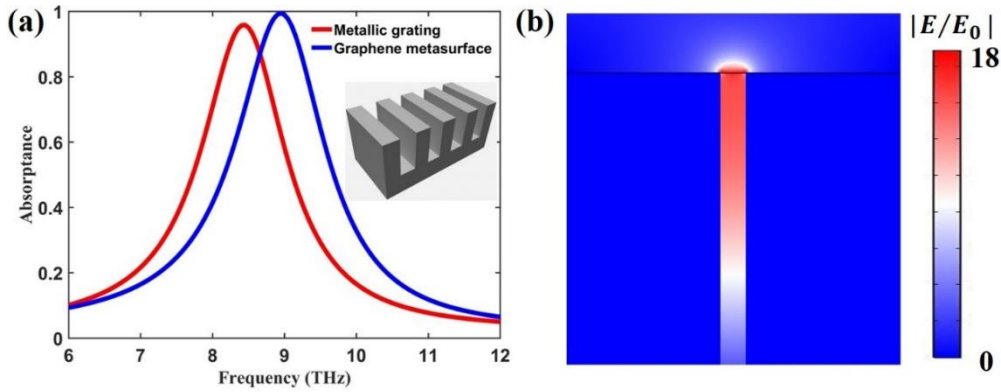 (a)
Metallic grating
Graphene metasurface
Absorptance
1
0.8
0.6
0.4
0.2
0
6 7 8 9 10 11 12
Frequency (THz)
(b)
|E/E₀|
18
0